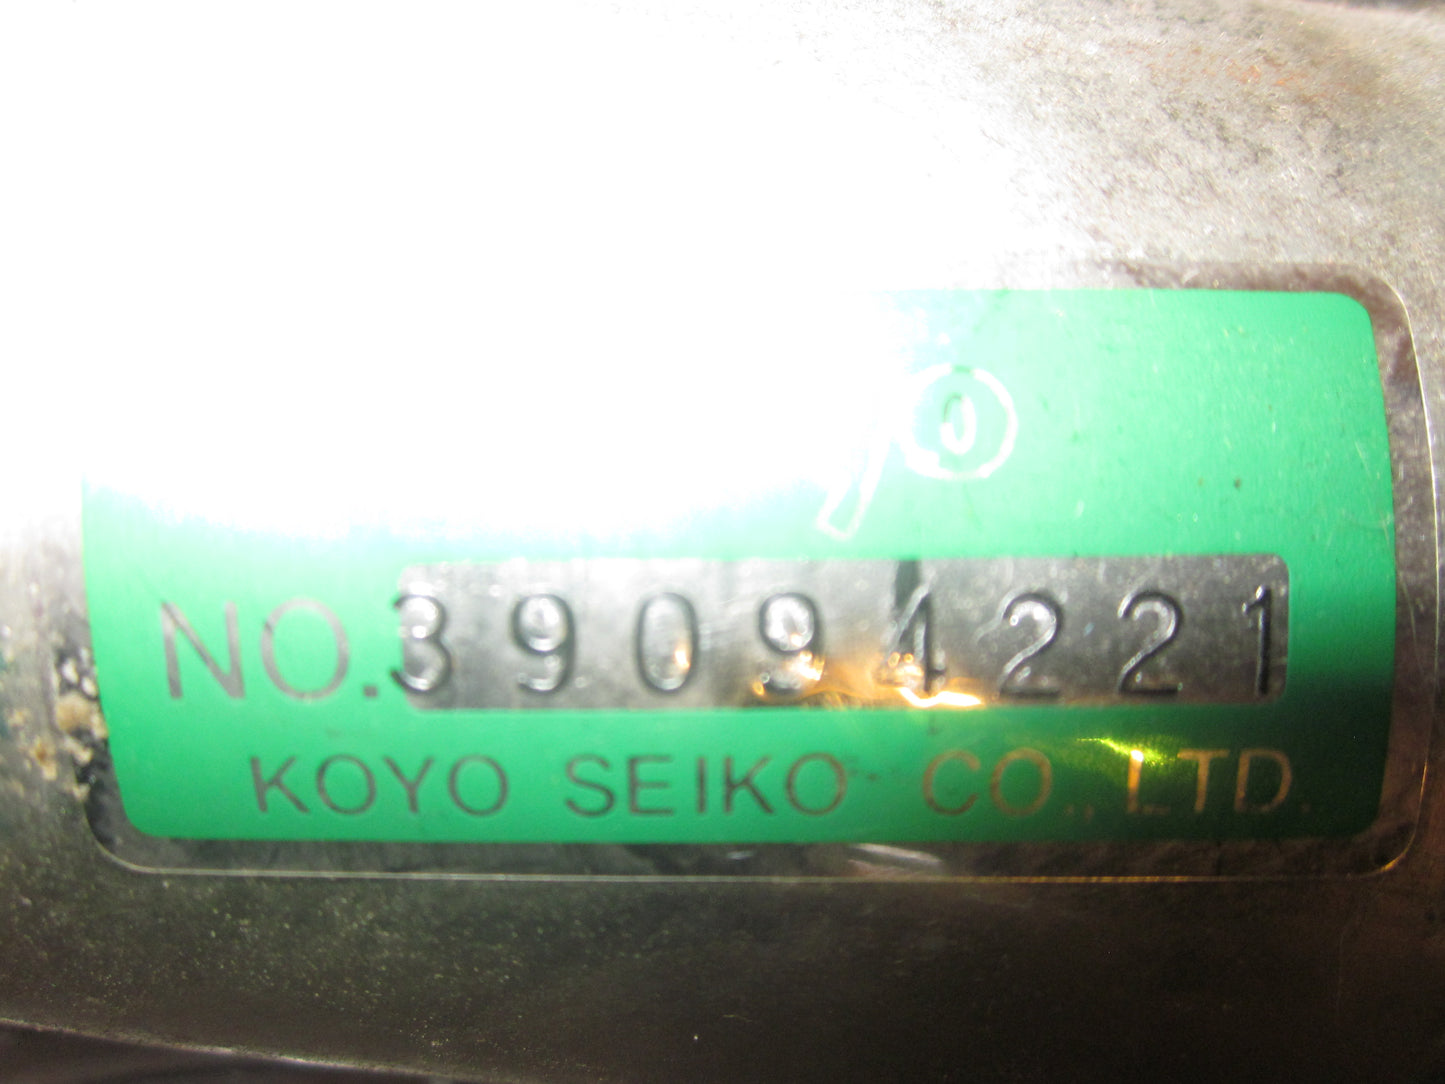 NO. 39094221
KOYO SEIKO CO., LTD.